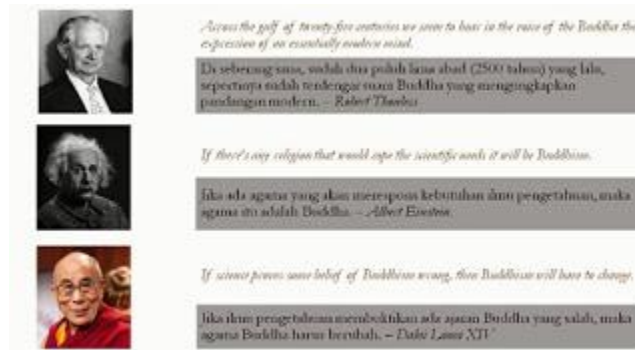 Across the gulf of twenty-five centuries we seem to hear in the voice of the Buddha the
expression of an essentially modern mind.
Di seberang sana, sudah dua puluh lima abad (2500 tahun) yang lalu,
sepertinya sudah terdengar suara Buddha yang mengungkapkan
pandangan modern. – Robert
If there's any religion that would cope the scientific needs it will be Buddhism.
Jika ada agama yang akan merespons kebutuhan ilmu pengetahuan, maka
agama itu adalah Buddha. – Albert Einstein
If science proves some belief of Buddhism wrong, then Buddhism will have to change.
Jika ilmu pengetahuan membuktikan ada ajaran Buddha yang salah, maka
agama Buddha harus berubah. – Dalai Lama XIV